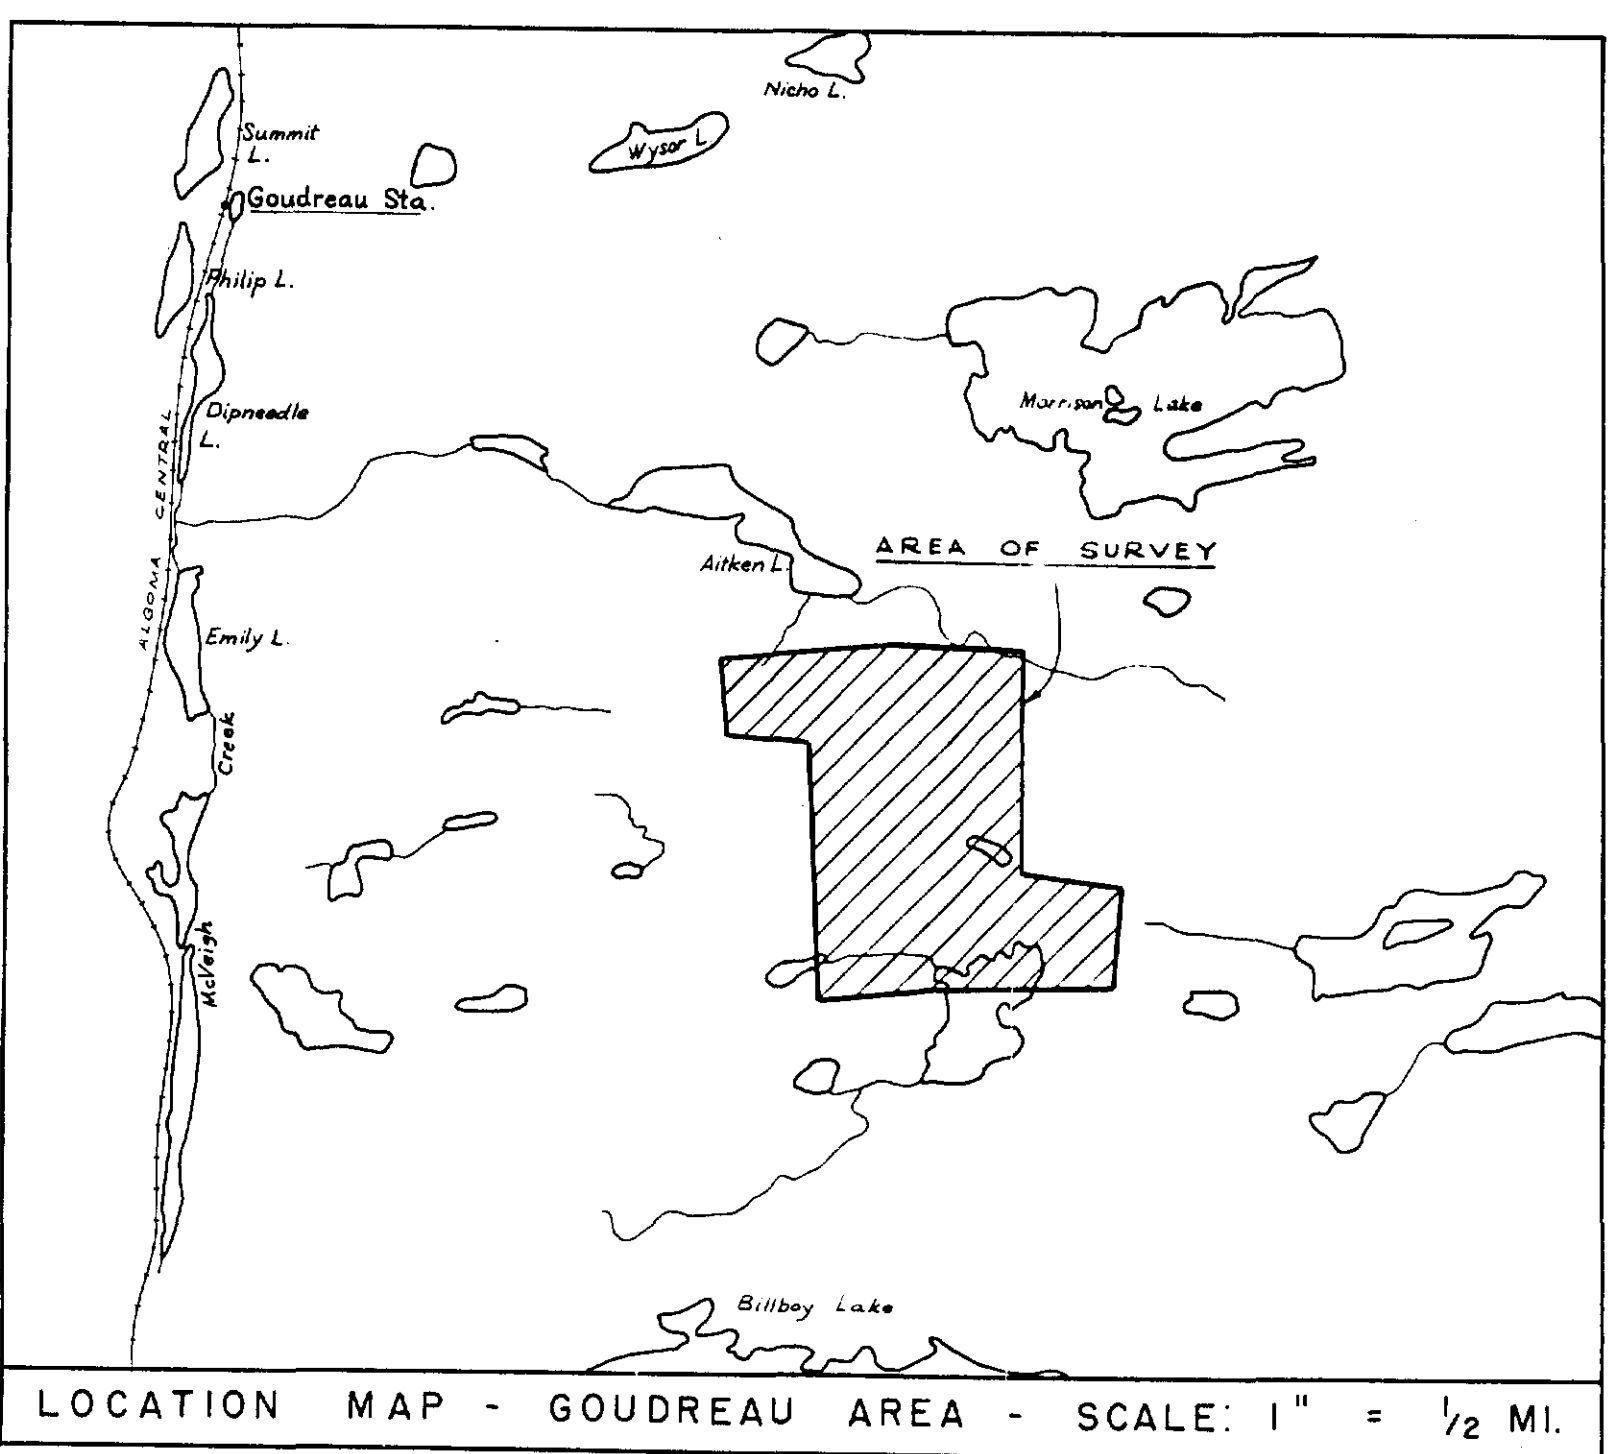 Nicho L.
Summit
L.
Wysor L.
Goudreau Sta.
Philip L.
Morrison Lake
Dipneedle
L.
ALGOMA CENTRAL
AREA OF SURVEY
Aitken L.
Emily L.
McVeigh Creek
Billboy Lake
LOCATION MAP - GOUDREAU AREA - SCALE: 1" = 1/2 MI.